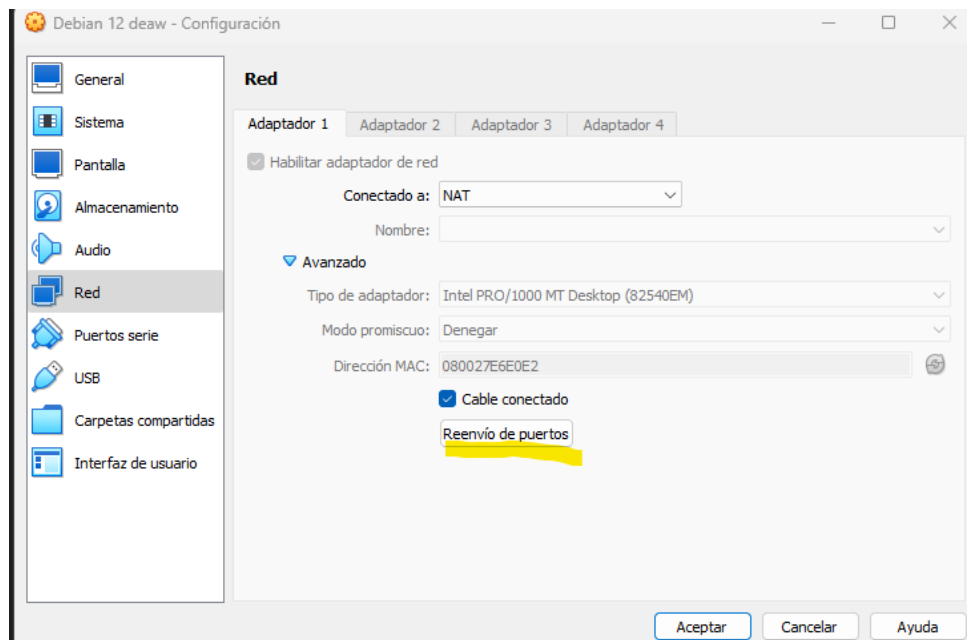 Debian 12 deaw - Configuración
General
Sistema
Pantalla
Almacenamiento
Audio
Red
Puertos serie
USB
Carpetas compartidas
Interfaz de usuario
Red
Adaptador 1 Adaptador 2 Adaptador 3 Adaptador 4
Habilitar adaptador de red
Conectado a: NAT
Nombre:
Avanzado
Tipo de adaptador: Intel PRO/1000 MT Desktop (82540EM)
Modo promiscuo: Denegar
Dirección MAC: 080027E6E0E2
Cable conectado
Reenvío de puertos
Aceptar Cancelar Ayuda